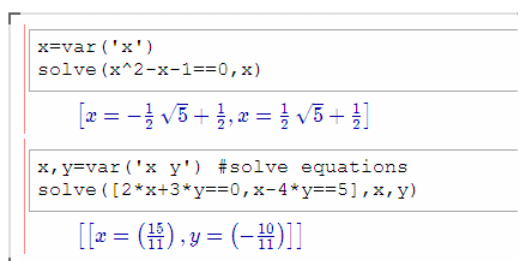 x=var('x')
solve(x^2-x-1==0,x)
[x = -1/2 √5 + 1/2, x = 1/2 √5 + 1/2]
x,y=var('x y') #solve equations
solve([2*x+3*y==0,x-4*y==5],x,y)
[[x = (15/11), y = (-10/11)]]